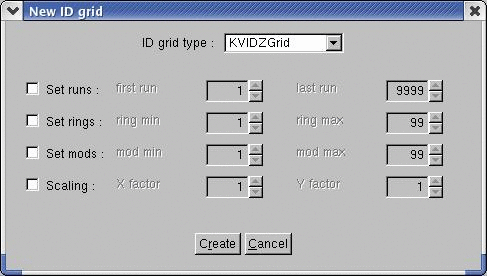 New ID grid
ID grid type : KVIDZGrid
Set runs : first run 1 last run 9999
Set rings : ring min 1 ring max 99
Set mods : mod min 1 mod max 99
Scaling : X factor 1 Y factor 1
Create Cancel